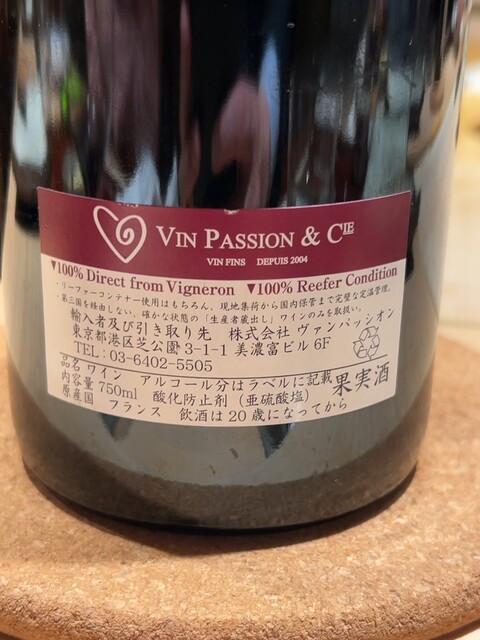 VIN PASSION & CIE
VIN FINS DEPUIS 2004
▼100% Direct from Vigneron ▼100% Reefer Condition
・リーファーコンテナー使用はもちろん、現地集荷から国内保管まで完璧な定温管理。
・第三国を経由しない、確かな状態の「生産者蔵出し」ワインのみを取扱い。
輸入者及び引き取り先 株式会社 ヴァンパッシオン
東京都港区芝公園 3-1-1 美濃富ビル 6F
TEL : 03-6402-5505
品名 ワイン アルコール分はラベルに記載 果実酒
内容量 750ml 酸化防止剤（亜硫酸塩）
原産国 フランス 飲酒は20歳になってから